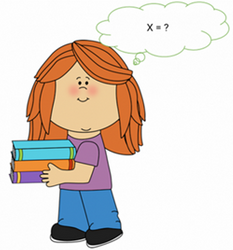 X = ?